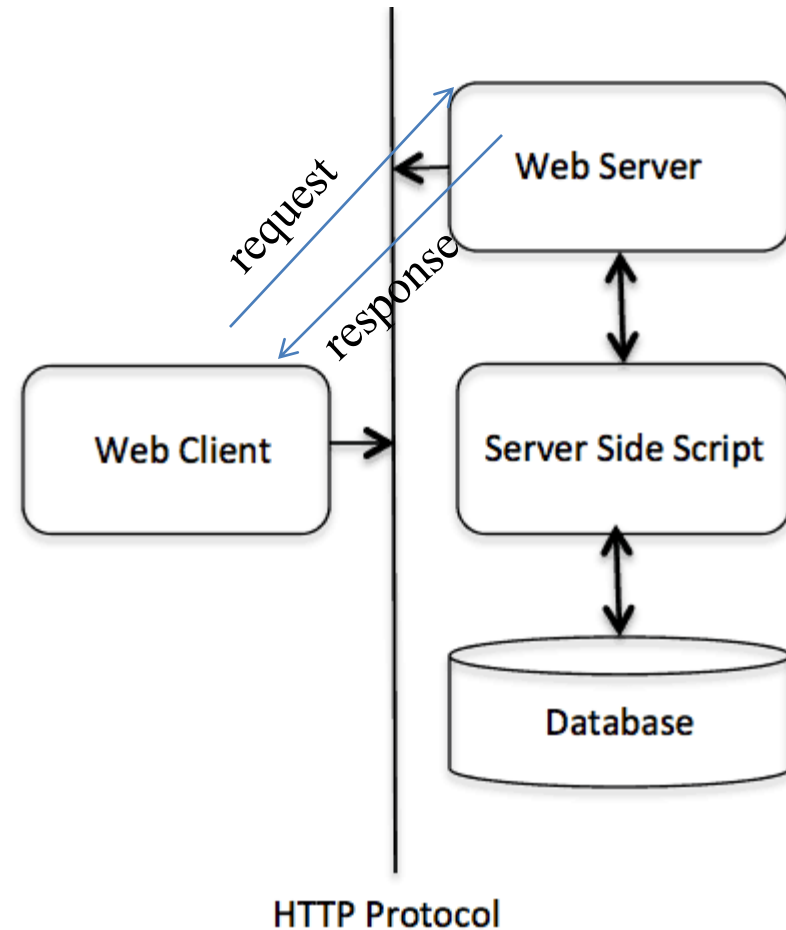 Web Server
request
response
Web Client
Server Side Script
Database
HTTP Protocol